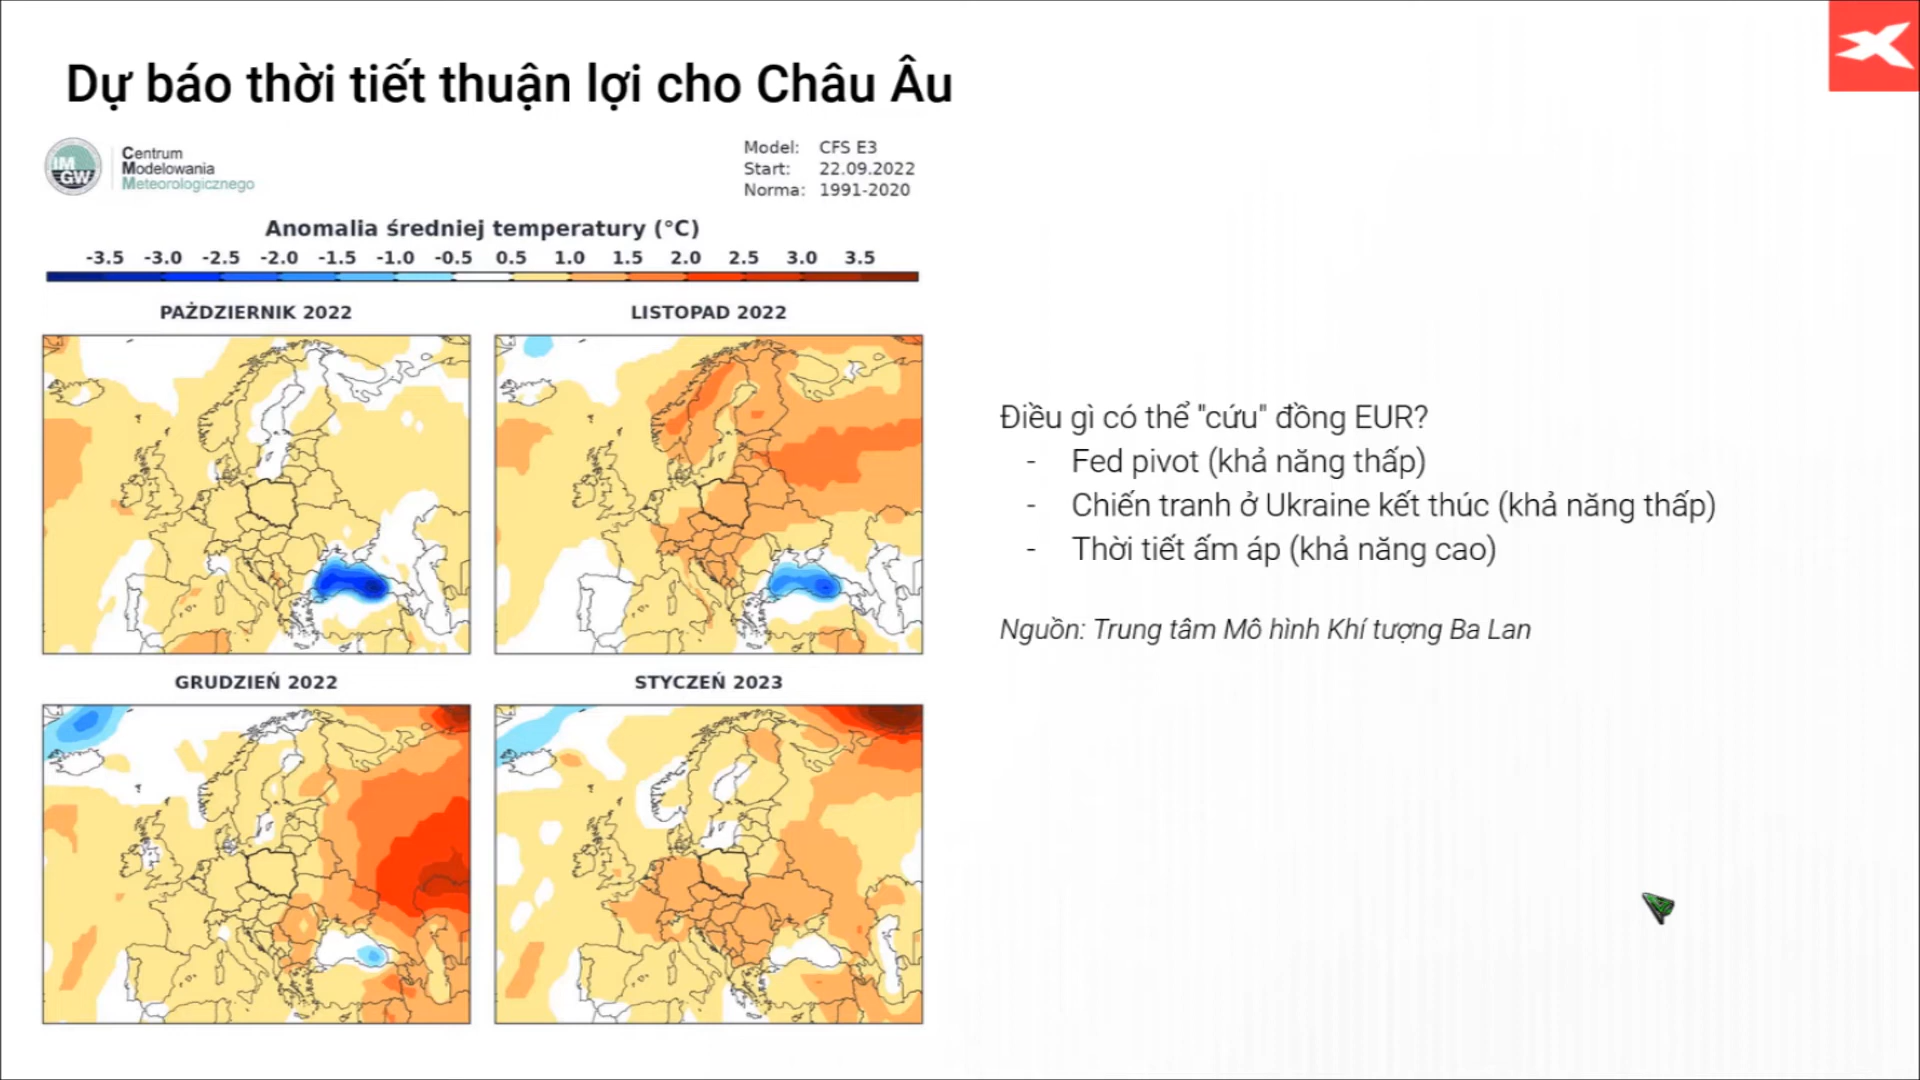 Dự báo thời tiết thuận lợi cho Châu Âu
IM
GW
Centrum
Modelowania
Meteorologicznego
Model: CFS E3
Start: 22.09.2022
Norma: 1991-2020
Anomalia średniej temperatury (°C)
-3.5 -3.0 -2.5 -2.0 -1.5 -1.0 -0.5 0.5 1.0 1.5 2.0 2.5 3.0 3.5
PAŹDZIERNIK 2022
LISTOPAD 2022
GRUDZIEŃ 2022
STYCZEŃ 2023
Điều gì có thể "cứu" đồng EUR?
- Fed pivot (khả năng thấp)
- Chiến tranh ở Ukraine kết thúc (khả năng thấp)
- Thời tiết ấm áp (khả năng cao)
Nguồn: Trung tâm Mô hình Khí tượng Ba Lan